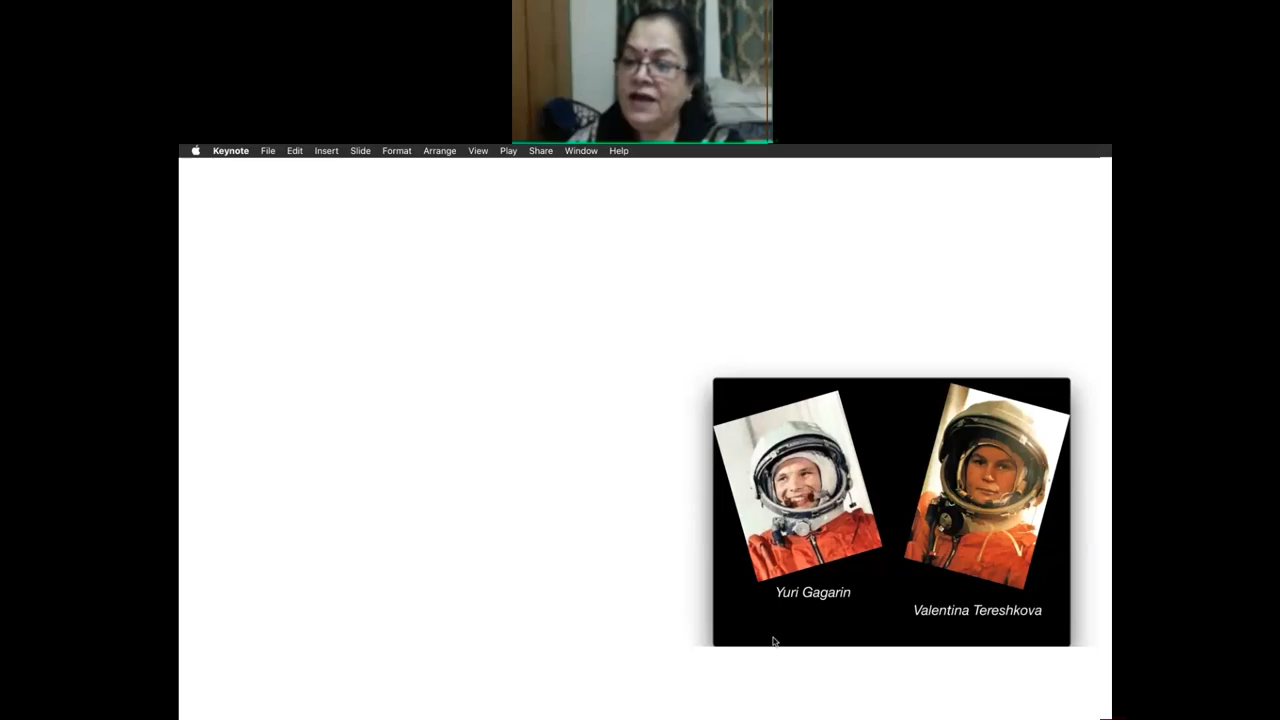 Keynote File Edit Insert Slide Format Arrange View Play Share Window Help
Yuri Gagarin
Valentina Tereshkova